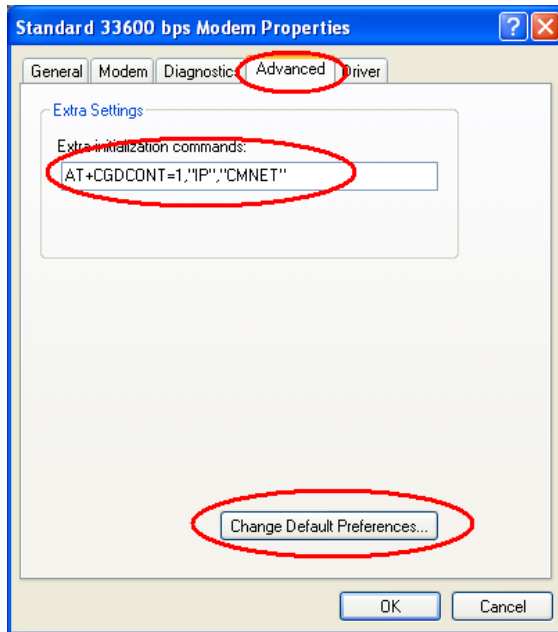 Standard 33600 bps Modem Properties
General Modem Diagnostics Advanced Driver
Extra Settings
Extra initialization commands:
AT+CGDCONT=1,"IP","CMNET"
Change Default Preferences...
OK Cancel